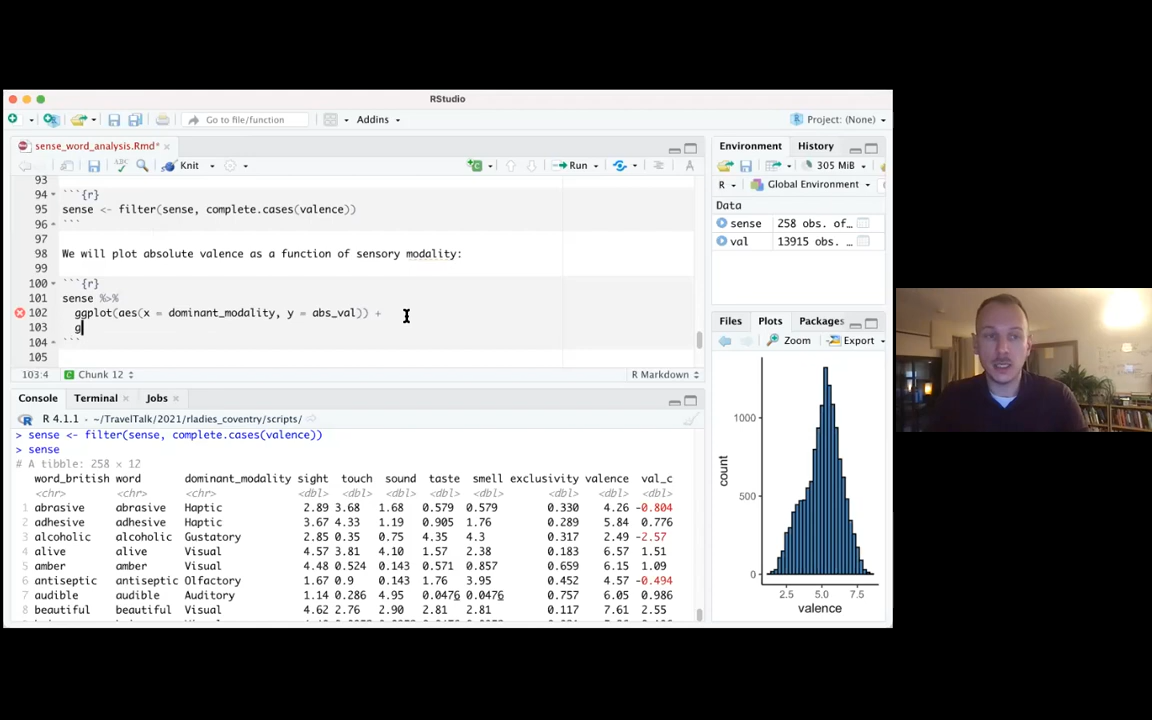 RStudio
Go to file/function
Addins
Project: (None)
sense_word_analysis.Rmd*
Knit
Run
93
94 ```{r}
95 sense <- filter(sense, complete.cases(valence))
96 ```
97
98 We will plot absolute valence as a function of sensory modality:
99
100 ```{r}
101 sense %>%
102 ggplot(aes(x = dominant_modality, y = abs_val)) +
103 g
104 ```
105
103:4 Chunk 12 R Markdown
Console Terminal Jobs
R 4.1.1 · ~/TravelTalk/2021/rladies_coventry/scripts/
> sense <- filter(sense, complete.cases(valence))
> sense
# A tibble: 258 × 12
word_british word dominant_modality sight touch sound taste smell exclusivity valence val_c
<chr> <chr> <chr> <dbl> <dbl> <dbl> <dbl> <dbl> <dbl> <dbl> <dbl>
1 abrasive abrasive Haptic 2.89 3.68 1.68 0.579 0.579 0.330 4.26 -0.804
2 adhesive adhesive Haptic 3.67 4.33 1.19 0.905 1.76 0.289 5.84 0.776
3 alcoholic alcoholic Gustatory 2.85 0.35 0.75 4.35 4.3 0.317 2.49 -2.57
4 alive alive Visual 4.57 3.81 4.10 1.57 2.38 0.183 6.57 1.51
5 amber amber Visual 4.48 0.524 0.143 0.571 0.857 0.659 6.15 1.09
6 antiseptic antiseptic Olfactory 1.67 0.9 0.143 1.76 3.95 0.452 4.57 -0.494
7 audible audible Auditory 1.14 0.286 4.95 0.0476 0.0476 0.757 6.05 0.986
8 beautiful beautiful Visual 4.62 2.76 2.90 2.81 2.81 0.117 7.61 2.55
Environment History
305 MiB
R Global Environment
Data
sense 258 obs. of…
val 13915 obs. …
Files Plots Packages
Zoom Export
1000
500
0
count
2.5 5.0 7.5
valence